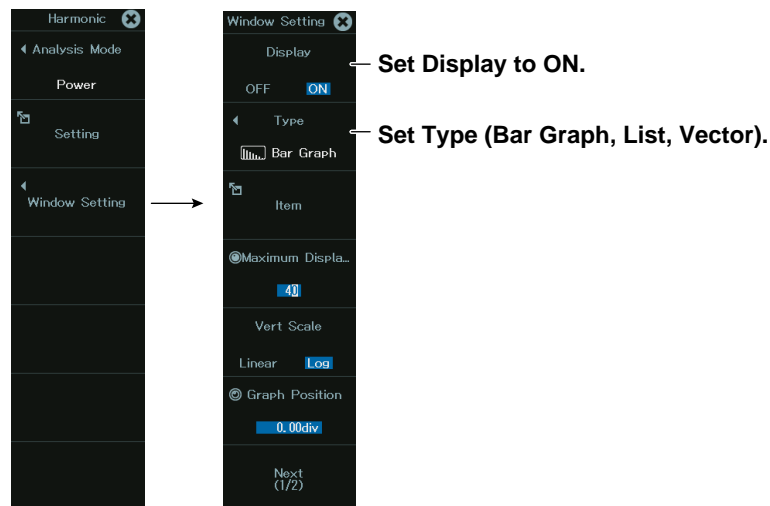 Harmonic
Analysis Mode
Power
Setting
Window Setting
Window Setting
Display
OFF ON
Type
Bar Graph
Item
Maximum Displa...
40
Vert Scale
Linear Log
Graph Position
0.00div
Next
(1/2)
Set Display to ON.
Set Type (Bar Graph, List, Vector).